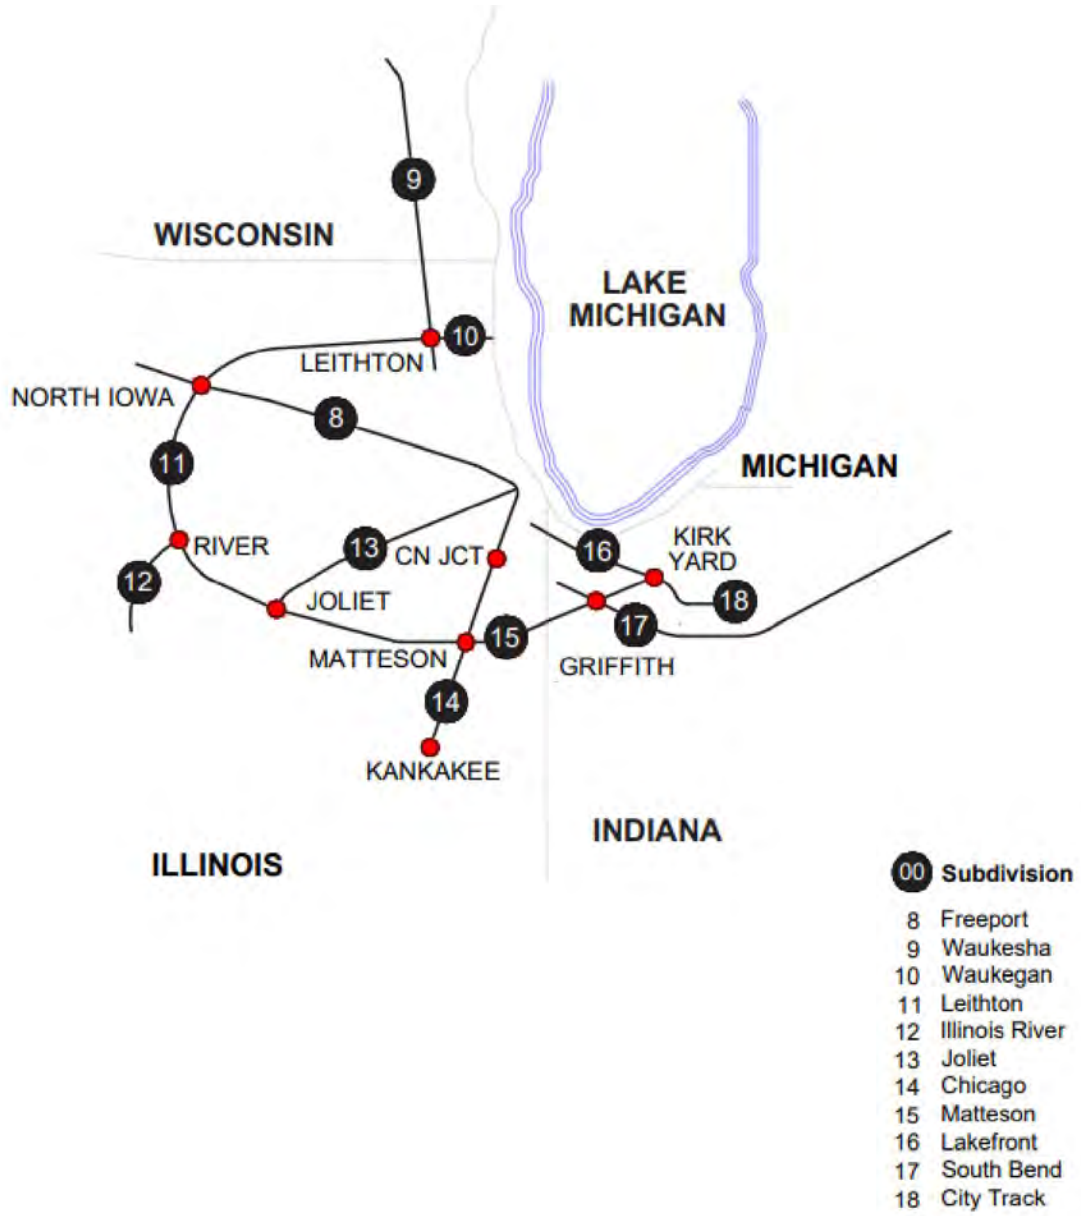 9
WISCONSIN
LAKE
MICHIGAN
10
LEITHTON
NORTH IOWA
8
11
MICHIGAN
RIVER
13
CN JCT
16
KIRK
YARD
12
JOLIET
18
15
17
MATTESON
GRIFFITH
14
KANKAKEE
INDIANA
ILLINOIS
00 Subdivision
8 Freeport
9 Waukesha
10 Waukegan
11 Leithton
12 Illinois River
13 Joliet
14 Chicago
15 Matteson
16 Lakefront
17 South Bend
18 City Track